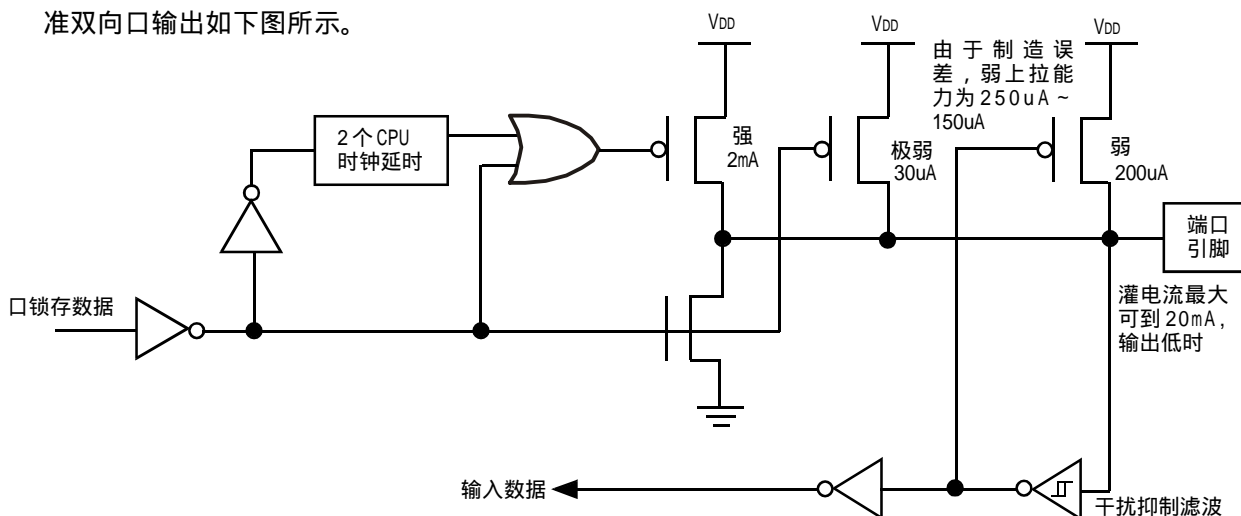 准双向口输出如下图所示。
VDD
VDD
VDD
由于制造误
差，弱上拉能
力为250uA～
150uA
2个CPU
时钟延时
强
2mA
极弱
30uA
弱
200uA
端口
引脚
口锁存数据
灌电流最大
可到20mA，
输出低时
输入数据
干扰抑制滤波